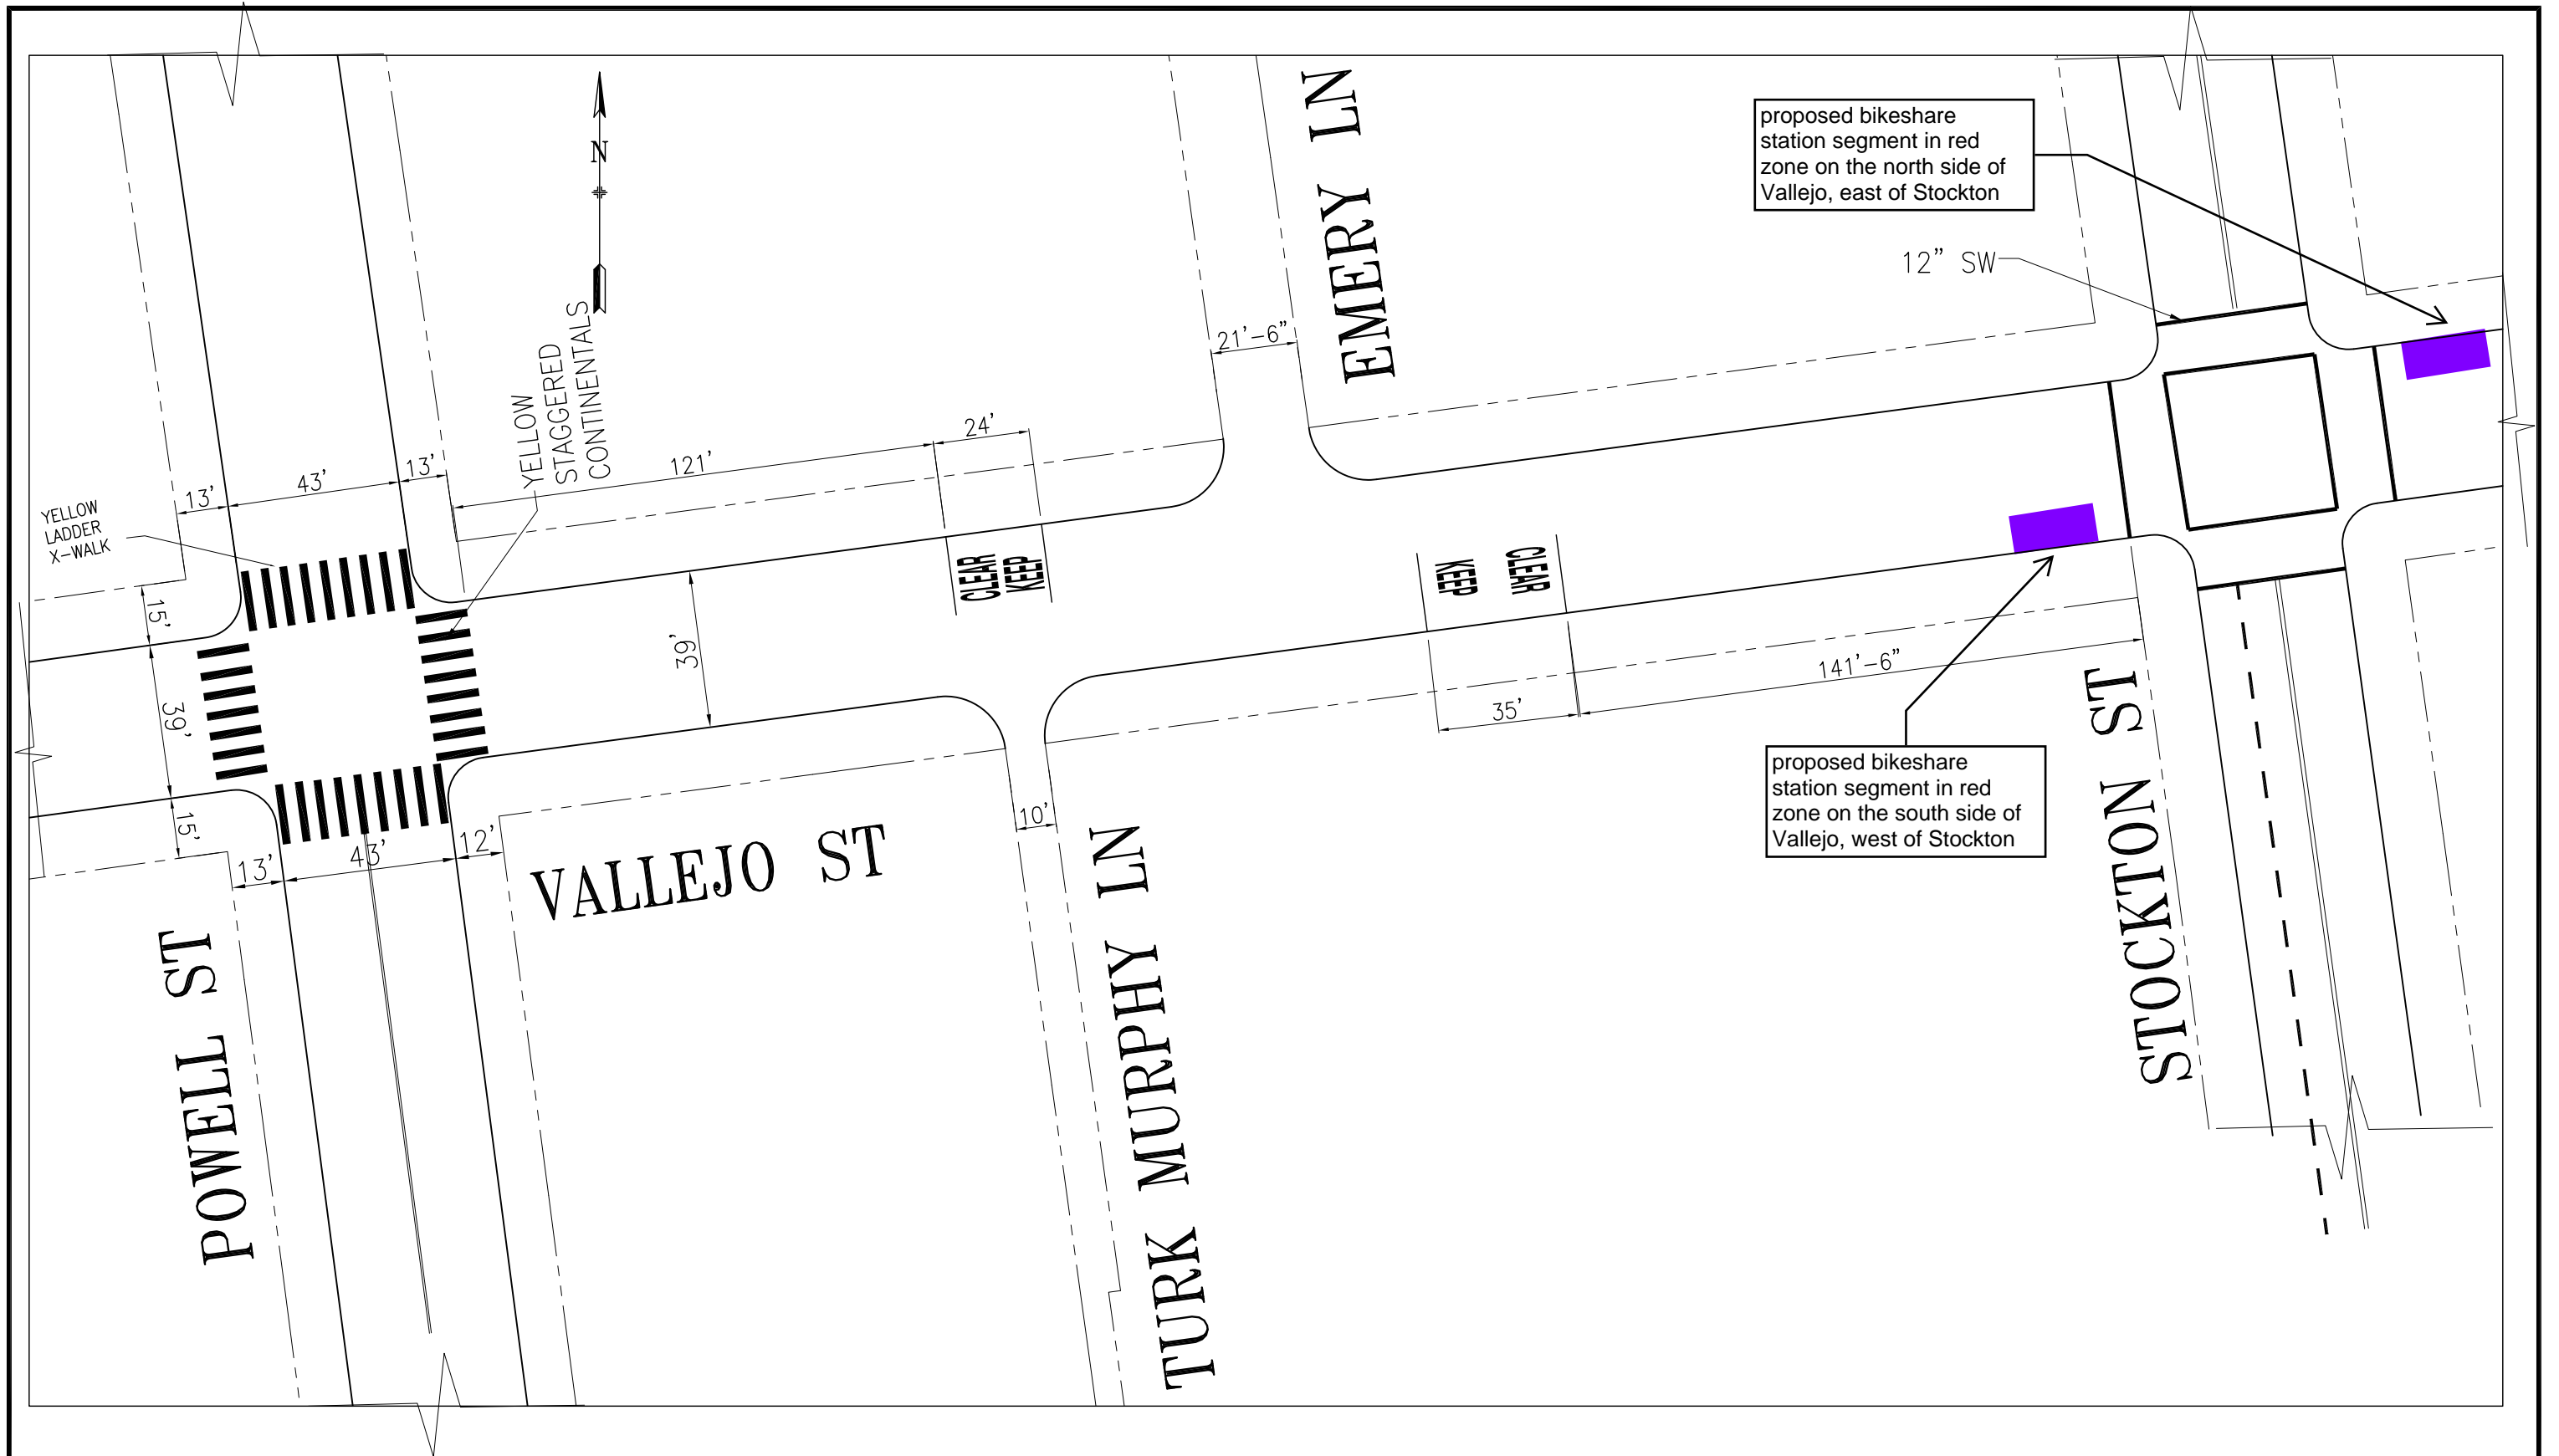 EMERY LN
proposed bikeshare
station segment in red
zone on the north side of
Vallejo, east of Stockton
N
12” SW
21’-6”
YELLOW
STAGGERED
CONTINENTALS
24’
121’
13’
43’
13’
YELLOW
LADDER
X-WALK
CLEAR
KEEP
KEEP
CLEAR
15’
39’
39’
15’
141’-6”
35’
STOCKTON ST
proposed bikeshare
station segment in red
zone on the south side of
Vallejo, west of Stockton
13’
43’
12’
10’
VALLEJO ST
POWELL ST
TURK MURPHY LN